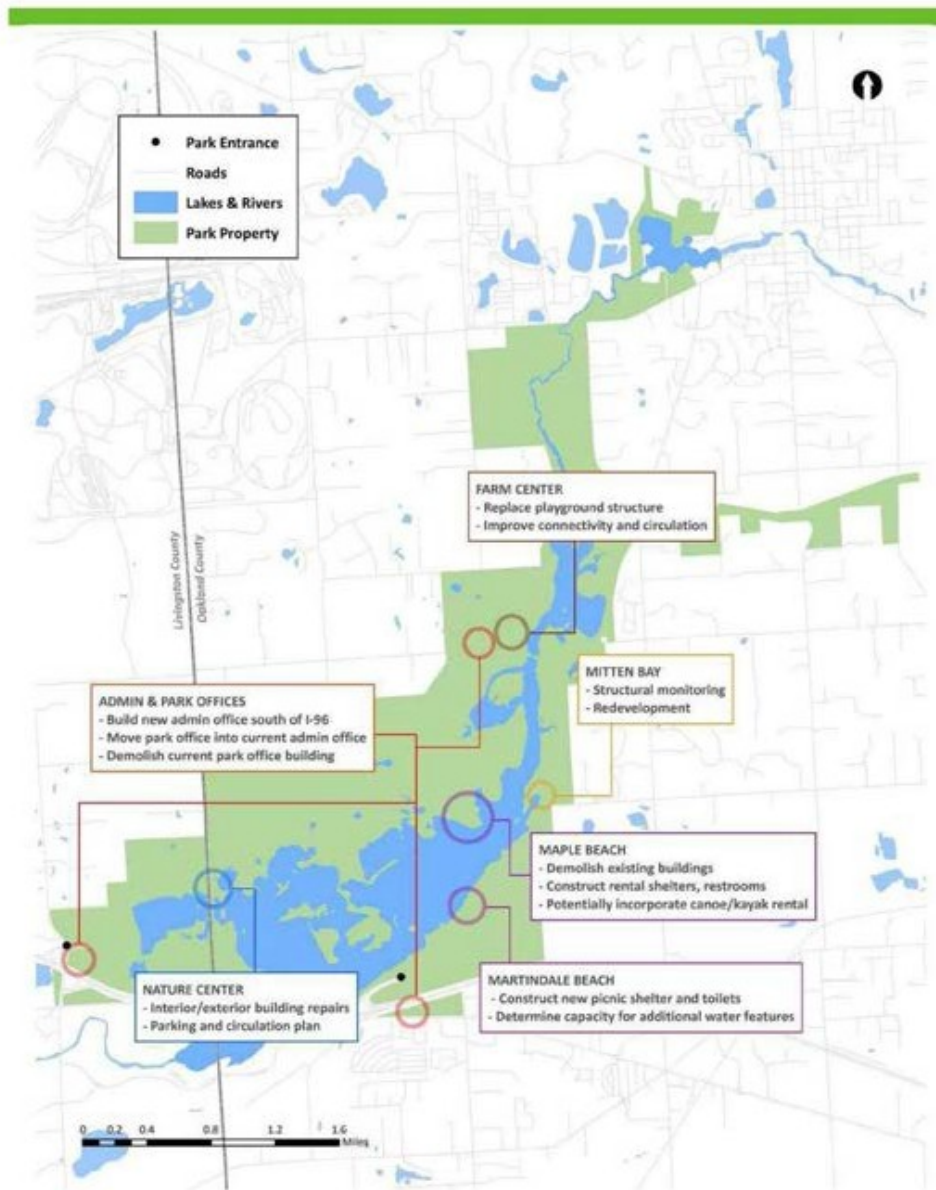 Park Entrance
Roads
Lakes & Rivers
Park Property
Livingston County
Oakland County
FARM CENTER
- Replace playground structure
- Improve connectivity and circulation
MITTEN BAY
- Structural monitoring
- Redevelopment
ADMIN & PARK OFFICES
- Build new admin office south of I-96
- Move park office into current admin office
- Demolish current park office building
MAPLE BEACH
- Demolish existing buildings
- Construct rental shelters, restrooms
- Potentially incorporate canoe/kayak rental
NATURE CENTER
- Interior/exterior building repairs
- Parking and circulation plan
MARTINDALE BEACH
- Construct new picnic shelter and toilets
- Determine capacity for additional water features
0 0.2 0.4 0.8 1.2 1.6
Miles